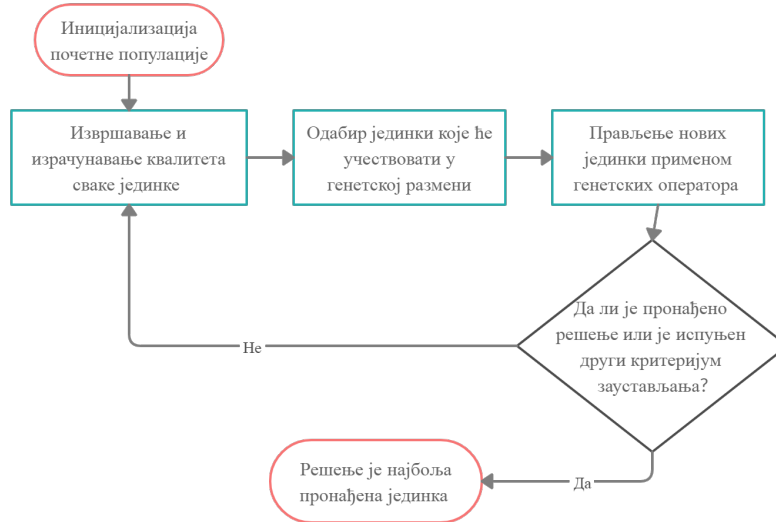 Иницијализација
почетне популације
Извршавање и
израчунавање квалитета
сваке јединке
Одабир јединки које ће
учествовати у
генетској размени
Прављење нових
јединки применом
генетских оператора
Да ли је пронађено
решење или је испуњен
други критеријум
заустављања?
Не
Да
Решење је најбоља
пронађена јединка